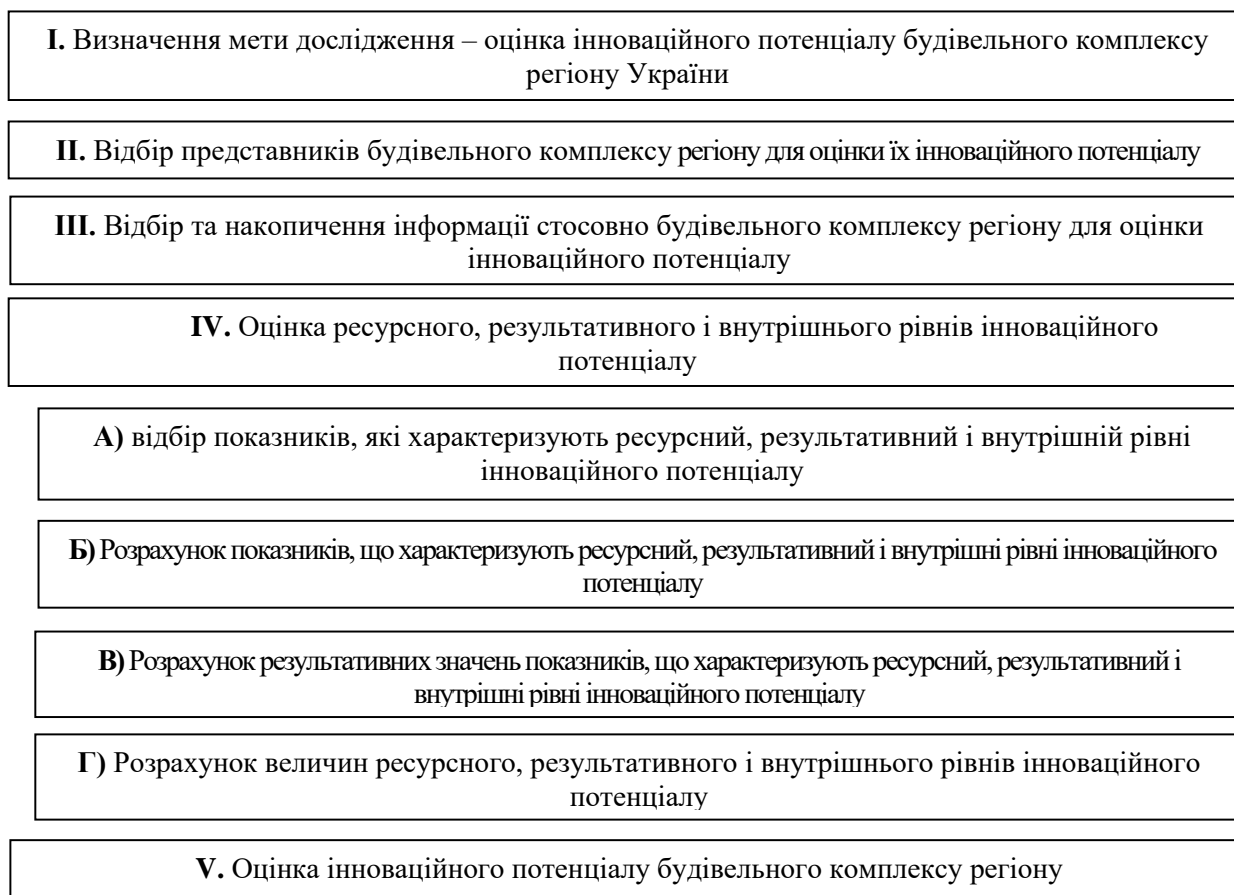 I. Визначення мети дослідження – оцінка інноваційного потенціалу будівельного комплексу
регіону України
II. Відбір представників будівельного комплексу регіону для оцінки їх інноваційного потенціалу
III. Відбір та накопичення інформації стосовно будівельного комплексу регіону для оцінки
інноваційного потенціалу
IV. Оцінка ресурсного, результативного і внутрішнього рівнів інноваційного
потенціалу
А) відбір показників, які характеризують ресурсний, результативний і внутрішній рівні
інноваційного потенціалу
Б) Розрахунок показників, що характеризують ресурсний, результативний і внутрішні рівні інноваційного
потенціалу
В) Розрахунок результативних значень показників, що характеризують ресурсний, результативний і
внутрішні рівні інноваційного потенціалу
Г) Розрахунок величин ресурсного, результативного і внутрішнього рівнів інноваційного
потенціалу
V. Оцінка інноваційного потенціалу будівельного комплексу регіону